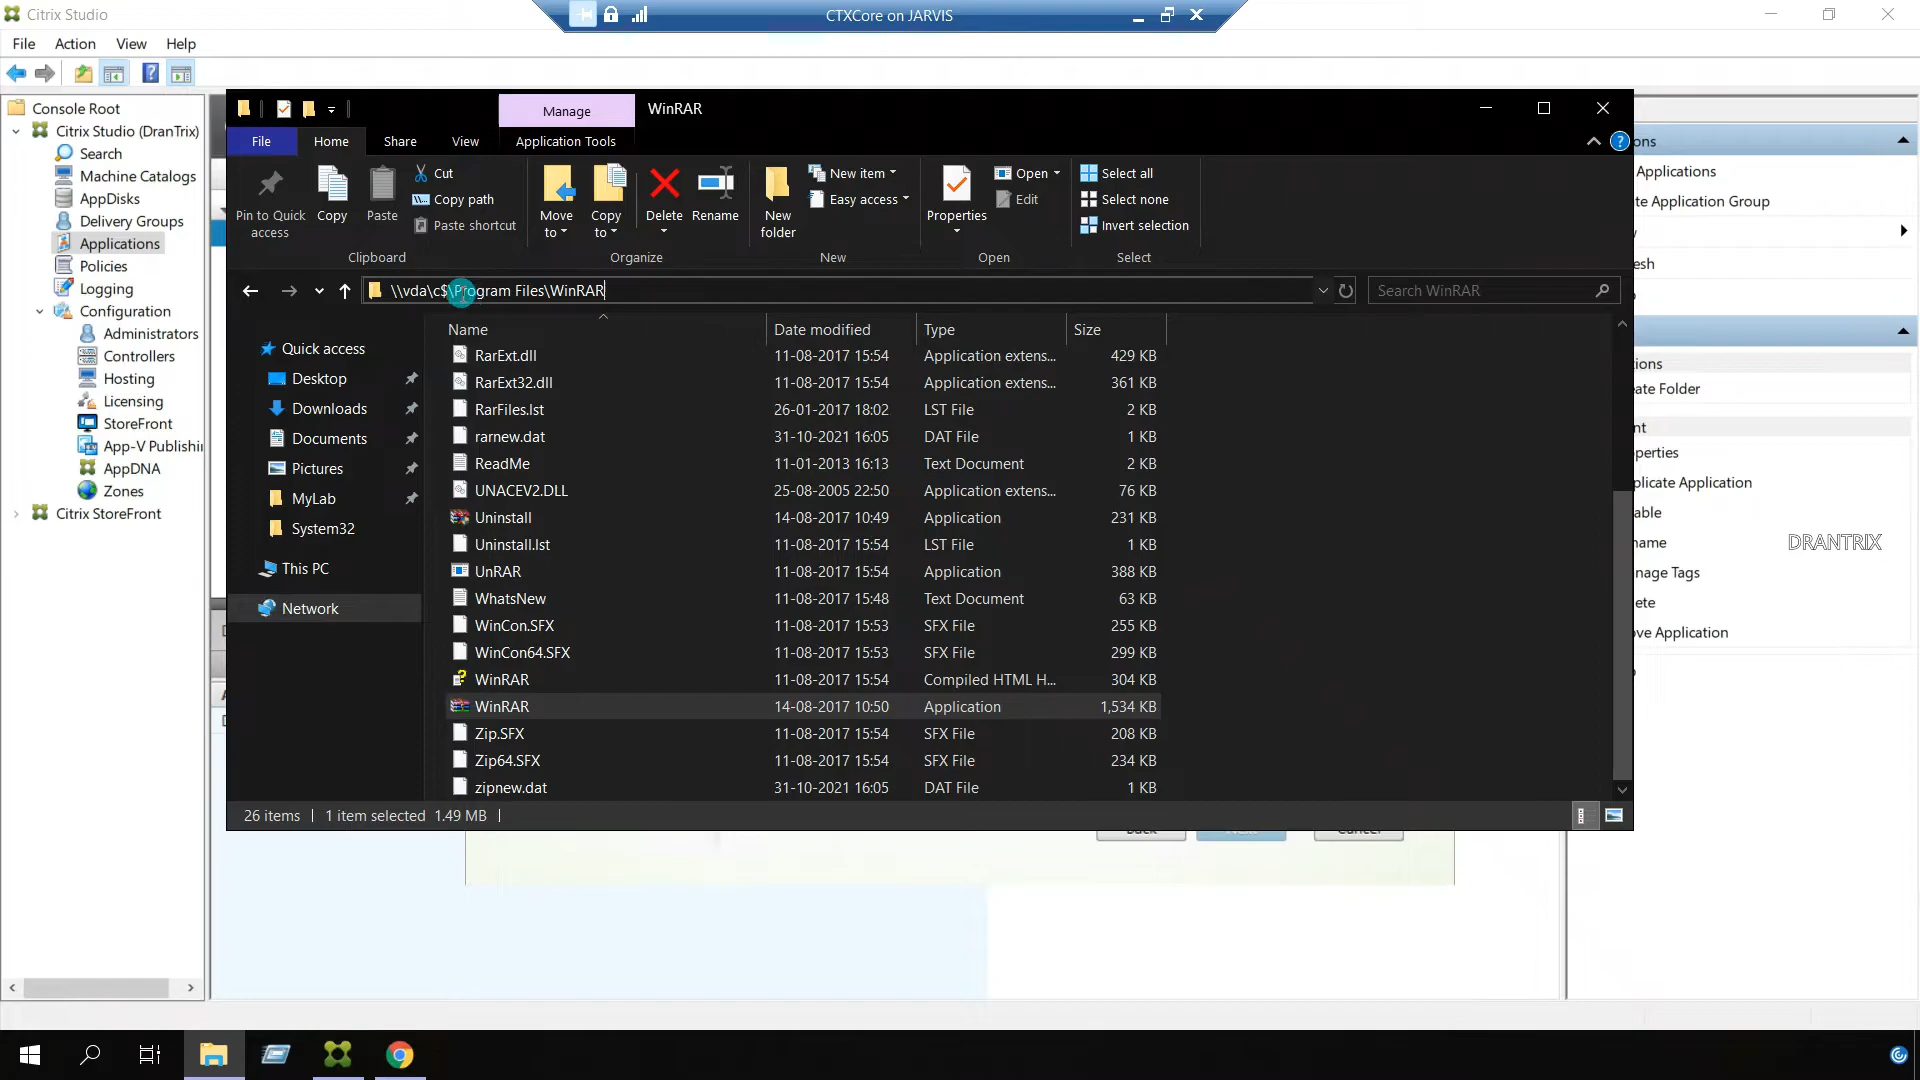 Citrix Studio
CTXCore on JARVIS
File Action View Help
Console Root
Citrix Studio (DranTrix)
Search
Machine Catalogs
AppDisks
Delivery Groups
Applications
Policies
Logging
Configuration
Administrators
Controllers
Hosting
Licensing
StoreFront
App-V Publishi
AppDNA
Zones
Citrix StoreFront
Manage
WinRAR
File Home Share View Application Tools
Pin to Quick access
Copy
Paste
Cut
Copy path
Paste shortcut
Clipboard
Move to
Copy to
Delete
Rename
Organize
New folder
New item
Easy access
New
Properties
Open
Edit
Open
Select all
Select none
Invert selection
Select
\\vda\c$\Program Files\WinRAR
Search WinRAR
Quick access
Desktop
Downloads
Documents
Pictures
MyLab
System32
This PC
Network
Name Date modified Type Size
RarExt.dll 11-08-2017 15:54 Application extens... 429 KB
RarExt32.dll 11-08-2017 15:54 Application extens... 361 KB
RarFiles.lst 26-01-2017 18:02 LST File 2 KB
rarnew.dat 31-10-2021 16:05 DAT File 1 KB
ReadMe 11-01-2013 16:13 Text Document 2 KB
UNACEV2.DLL 25-08-2005 22:50 Application extens... 76 KB
Uninstall 14-08-2017 10:49 Application 231 KB
Uninstall.lst 11-08-2017 15:54 LST File 1 KB
UnRAR 11-08-2017 15:54 Application 388 KB
WhatsNew 11-08-2017 15:48 Text Document 63 KB
WinCon.SFX 11-08-2017 15:53 SFX File 255 KB
WinCon64.SFX 11-08-2017 15:53 SFX File 299 KB
WinRAR 11-08-2017 15:54 Compiled HTML H... 304 KB
WinRAR 14-08-2017 10:50 Application 1,534 KB
Zip.SFX 11-08-2017 15:54 SFX File 208 KB
Zip64.SFX 11-08-2017 15:54 SFX File 234 KB
zipnew.dat 31-10-2021 16:05 DAT File 1 KB
26 items 1 item selected 1.49 MB
ons
Applications
te Application Group
esh
ions
eate Folder
nt
perties
plicate Application
able
name
nage Tags
ete
ove Application
DRANTRIX